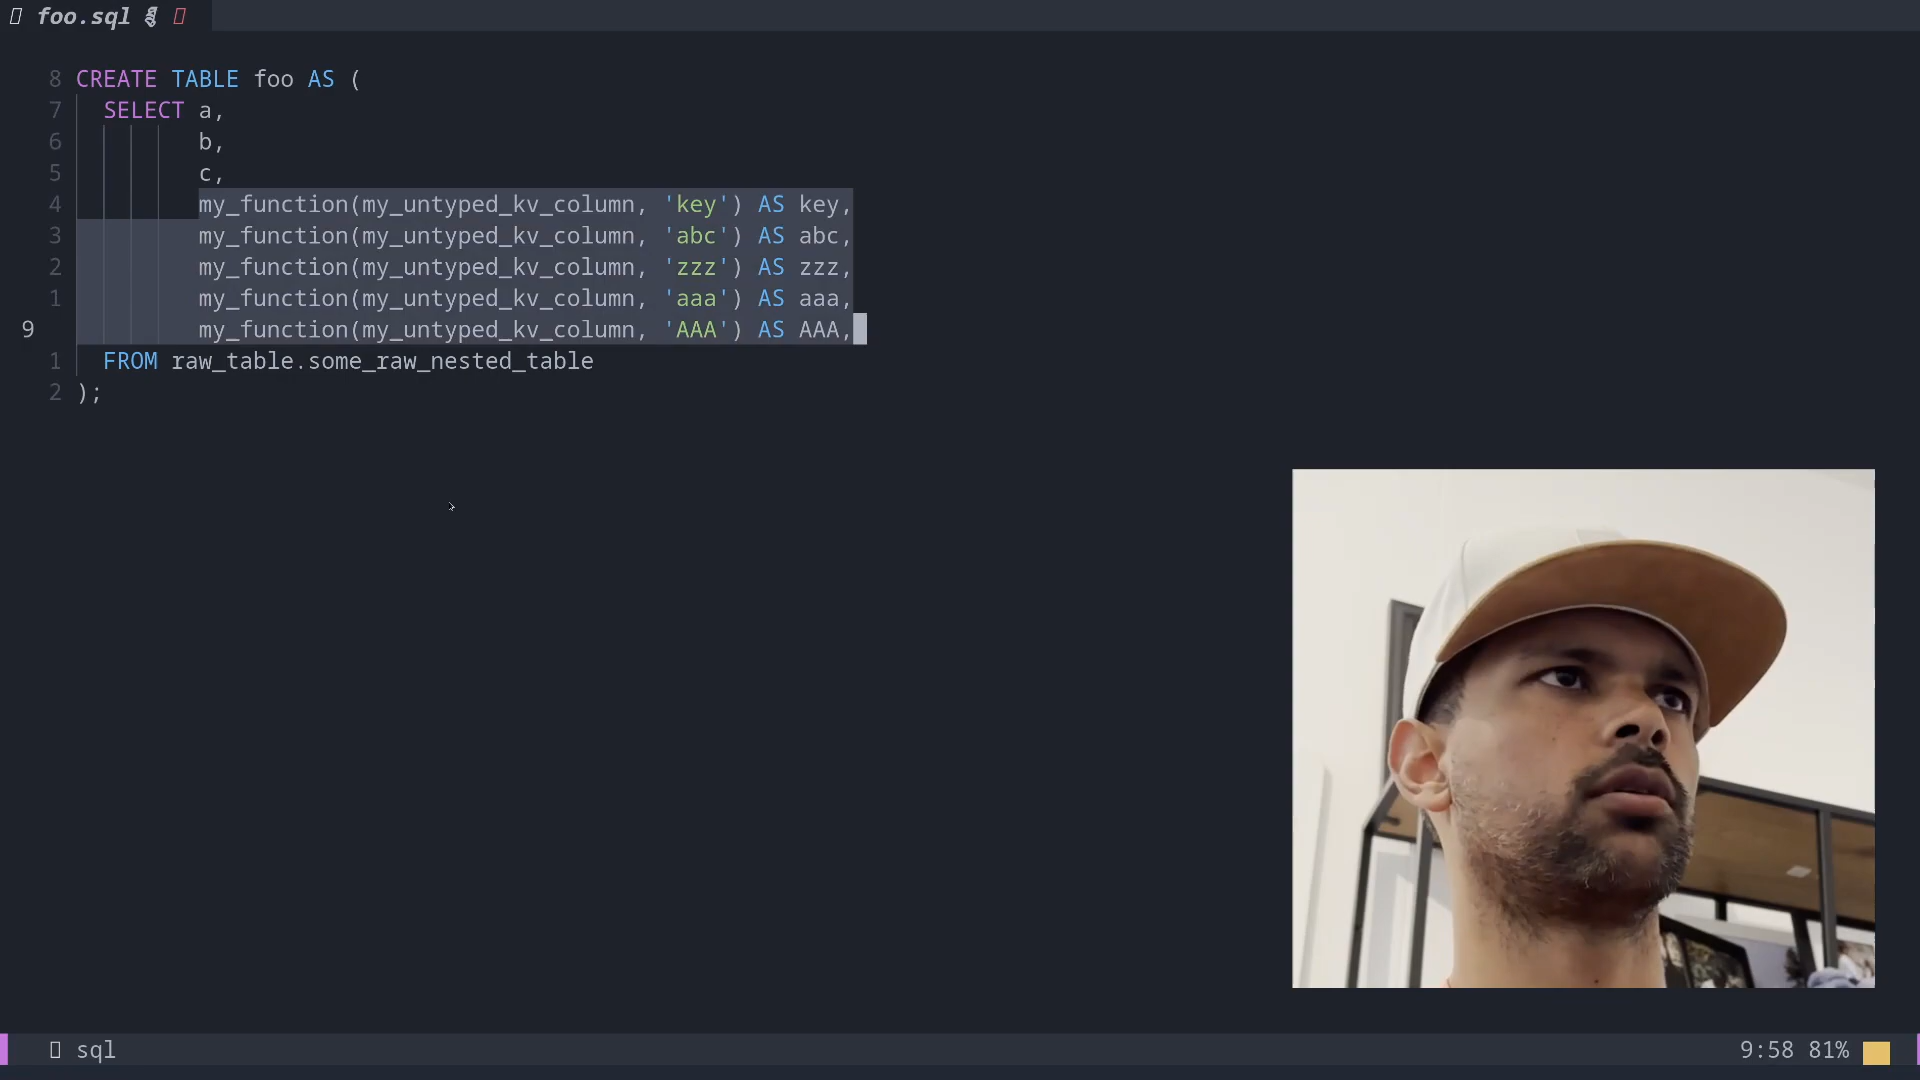 foo.sql
8 CREATE TABLE foo AS (
7 SELECT a,
6 b,
5 c,
4 my_function(my_untyped_kv_column, 'key') AS key,
3 my_function(my_untyped_kv_column, 'abc') AS abc,
2 my_function(my_untyped_kv_column, 'zzz') AS zzz,
1 my_function(my_untyped_kv_column, 'aaa') AS aaa,
9 my_function(my_untyped_kv_column, 'AAA') AS AAA,
1 FROM raw_table.some_raw_nested_table
2 );
sql 9:58 81%